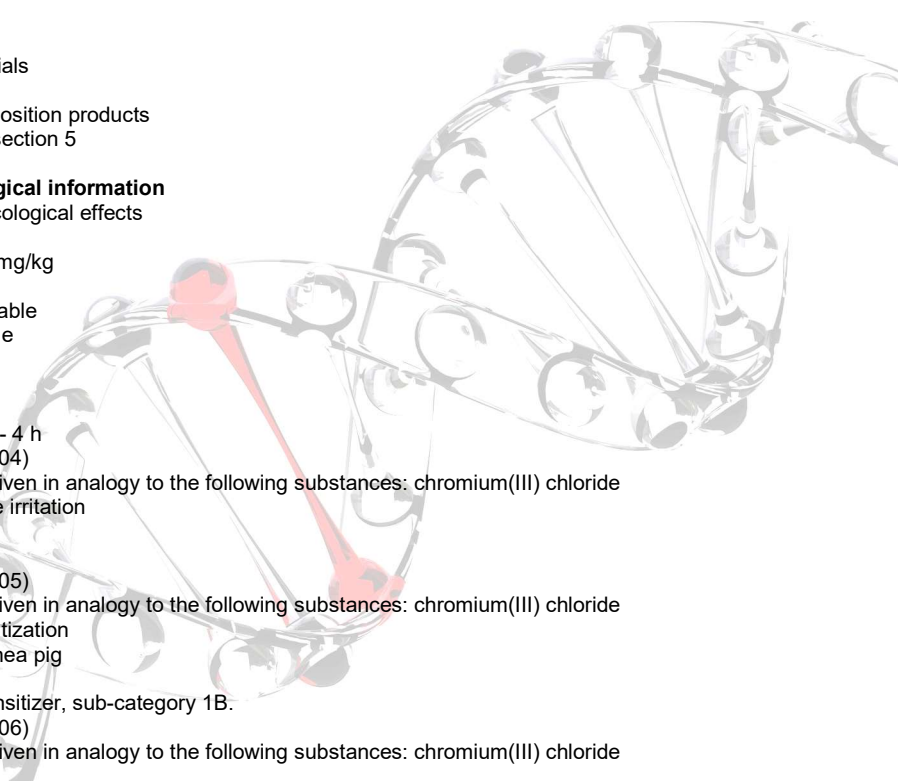 ials
osition products
section 5
gical information
cological effects
mg/kg
able
e
- 4 h
04)
iven in analogy to the following substances: chromium(III) chloride
e irritation
05)
iven in analogy to the following substances: chromium(III) chloride
tization
nea pig
nsitizer, sub-category 1B.
06)
iven in analogy to the following substances: chromium(III) chloride